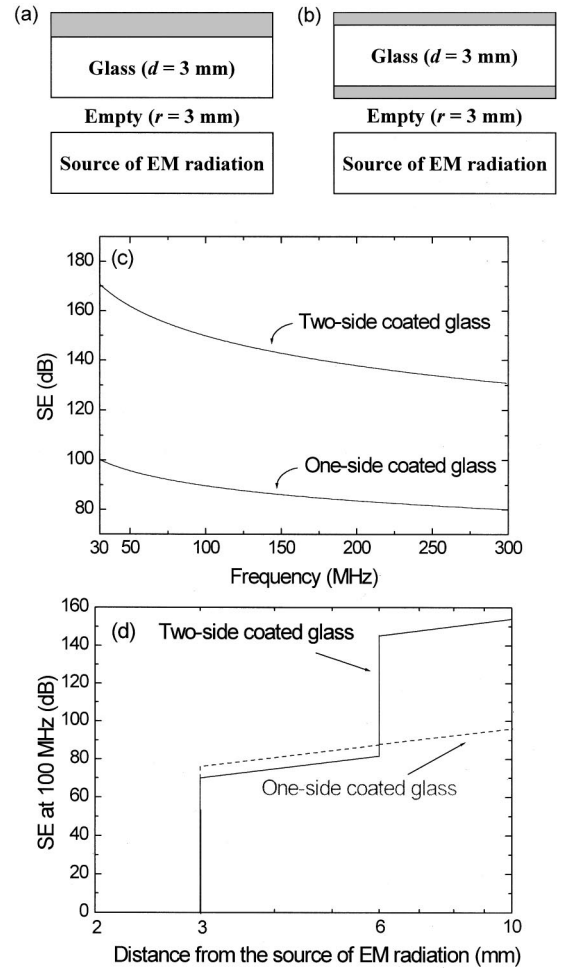 (a)
Glass (d = 3 mm)
Empty (r = 3 mm)
Source of EM radiation
(b)
Glass (d = 3 mm)
Empty (r = 3 mm)
Source of EM radiation
(c)
SE (dB)
180
160
140
120
100
80
Two-side coated glass
One-side coated glass
30 50 100 150 200 250 300
Frequency (MHz)
(d)
SE at 100 MHz (dB)
160
140
120
100
80
60
40
20
0
Two-side coated glass
One-side coated glass
2 3 6 10
Distance from the source of EM radiation (mm)